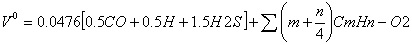 V⁰ = 0.0476[0.5CO + 0.5H + 1.5H2S] + ∑(m + n/4)CmHn − O2